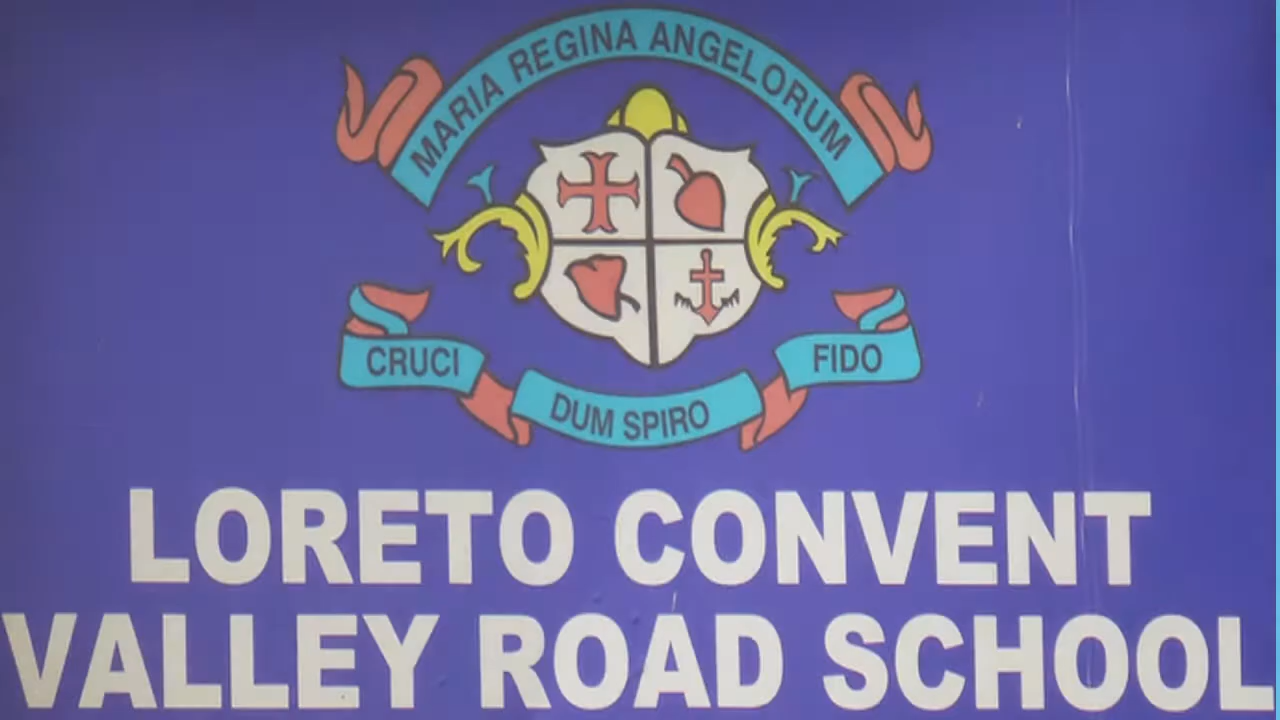 MARIA REGINA ANGELORUM
CRUCI DUM SPIRO FIDO
LORETO CONVENT
VALLEY ROAD SCHOOL